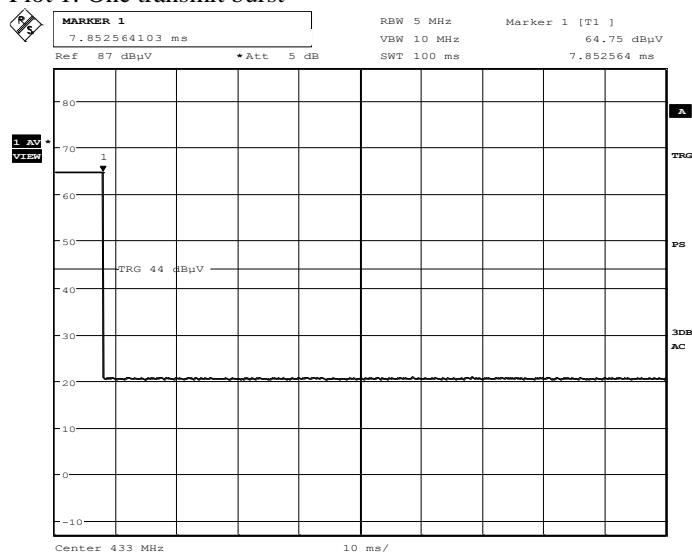 Plot 1: One transmit burst
R/S
MARKER 1
7.852564103 ms
RBW 5 MHz
Marker 1 [T1 ]
VBW 10 MHz
64.75 dBµV
Ref 87 dBµV
*Att 5 dB
SWT 100 ms
7.852564 ms
80
A
1 AV *
VIEW
70
1
TRG
60
50
PS
TRG 44 dBµV
40
30
3DB
AC
20
10
0
-10
Center 433 MHz
10 ms/